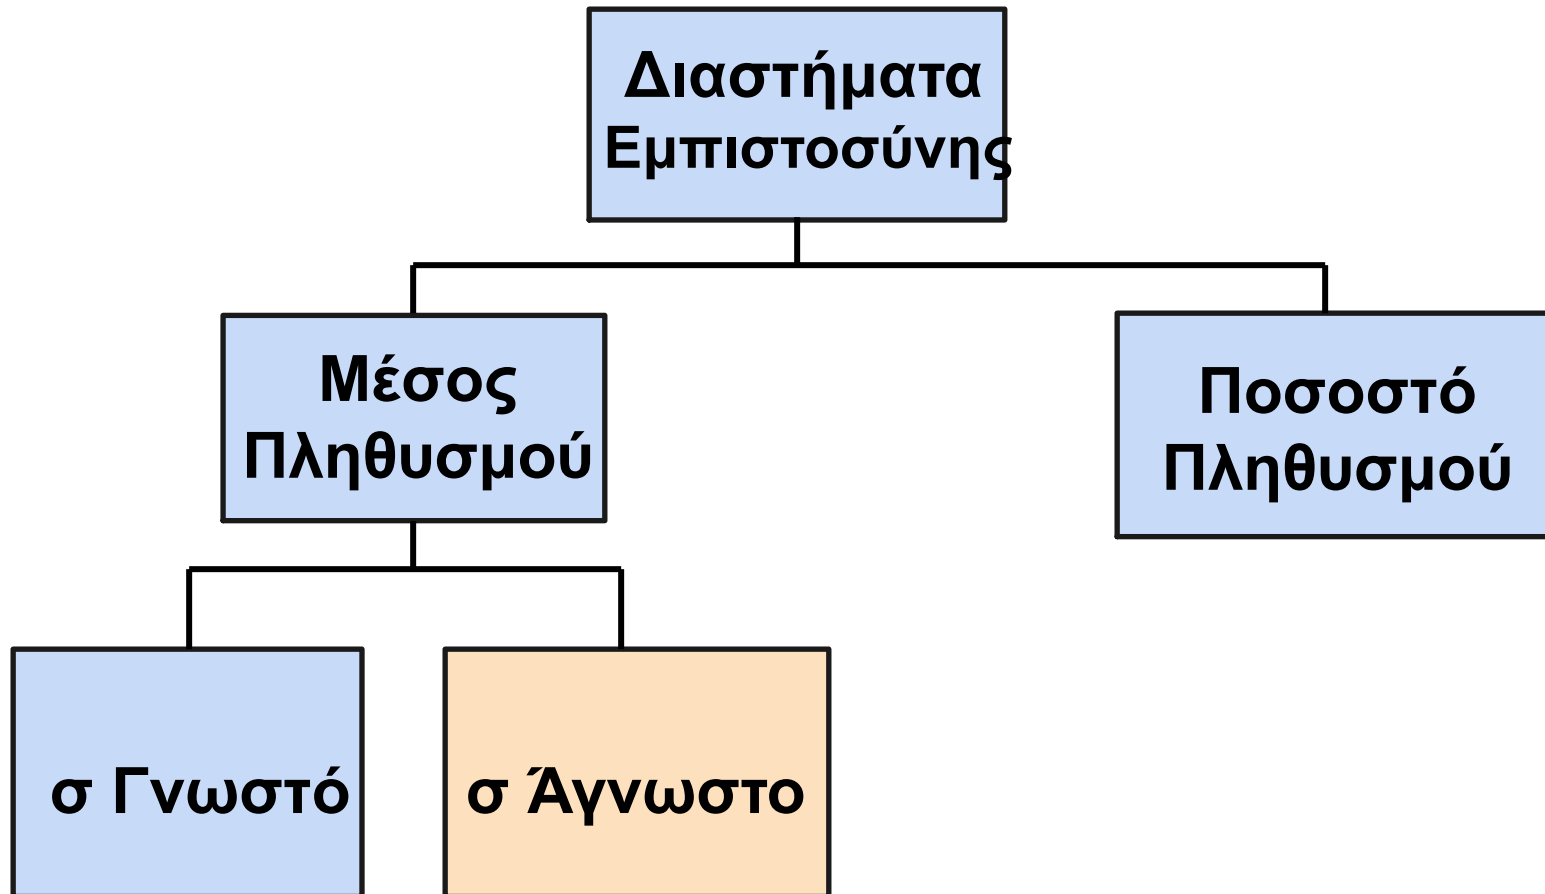 Διαστήματα
Εμπιστοσύνης
Μέσος
Πληθυσμού
Ποσοστό
Πληθυσμού
σ Γνωστό
σ Άγνωστο